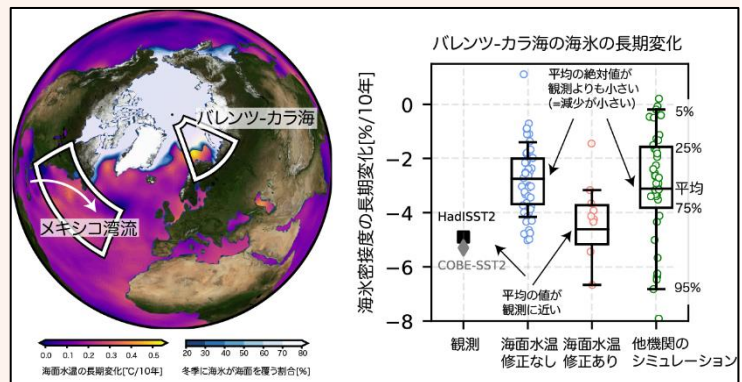 バレンツ-カラ海
メキシコ湾流
0.0 0.1 0.2 0.3 0.4 0.5
海面水温の長期変化[℃/10年]
20 30 40 50 60 70 80
冬季に海氷が海面を覆う割合[%]
バレンツ-カラ海の海氷の長期変化
海氷密接度の長期変化[%/10年]
0
−2
−4
−6
−8
平均の絶対値が
観測よりも小さい
(=減少が小さい)
5%
25%
平均
75%
95%
HadISST2
COBE-SST2
平均の値が
観測に近い
観測
海面水温
修正なし
海面水温
修正あり
他機関の
シミュレーション